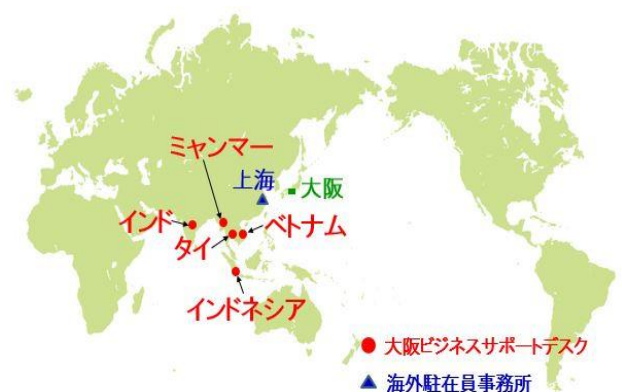 ミャンマー
上海
大阪
インド
ベトナム
タイ
インドネシア
大阪ビジネスサポートデスク
海外駐在員事務所